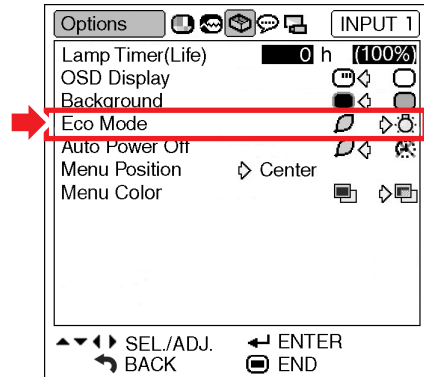 Options INPUT 1
Lamp Timer(Life) 0 h (100%)
OSD Display
Background
Eco Mode
Auto Power Off
Menu Position Center
Menu Color
SEL./ADJ. ENTER
BACK END